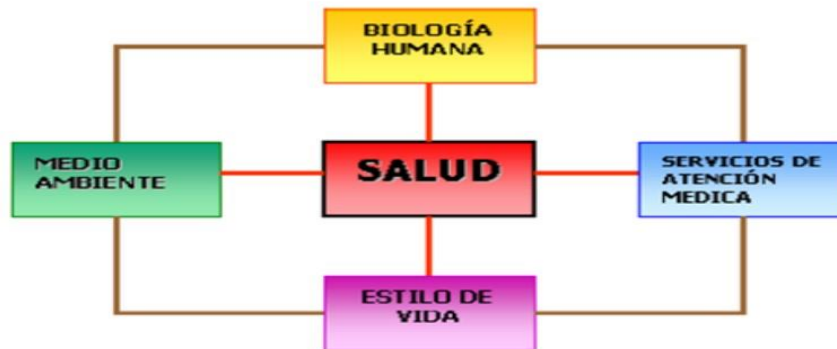 BIOLOGÍA
HUMANA
MEDIO
AMBIENTE
SALUD
SERVICIOS DE
ATENCIÓN
MEDICA
ESTILO DE
VIDA